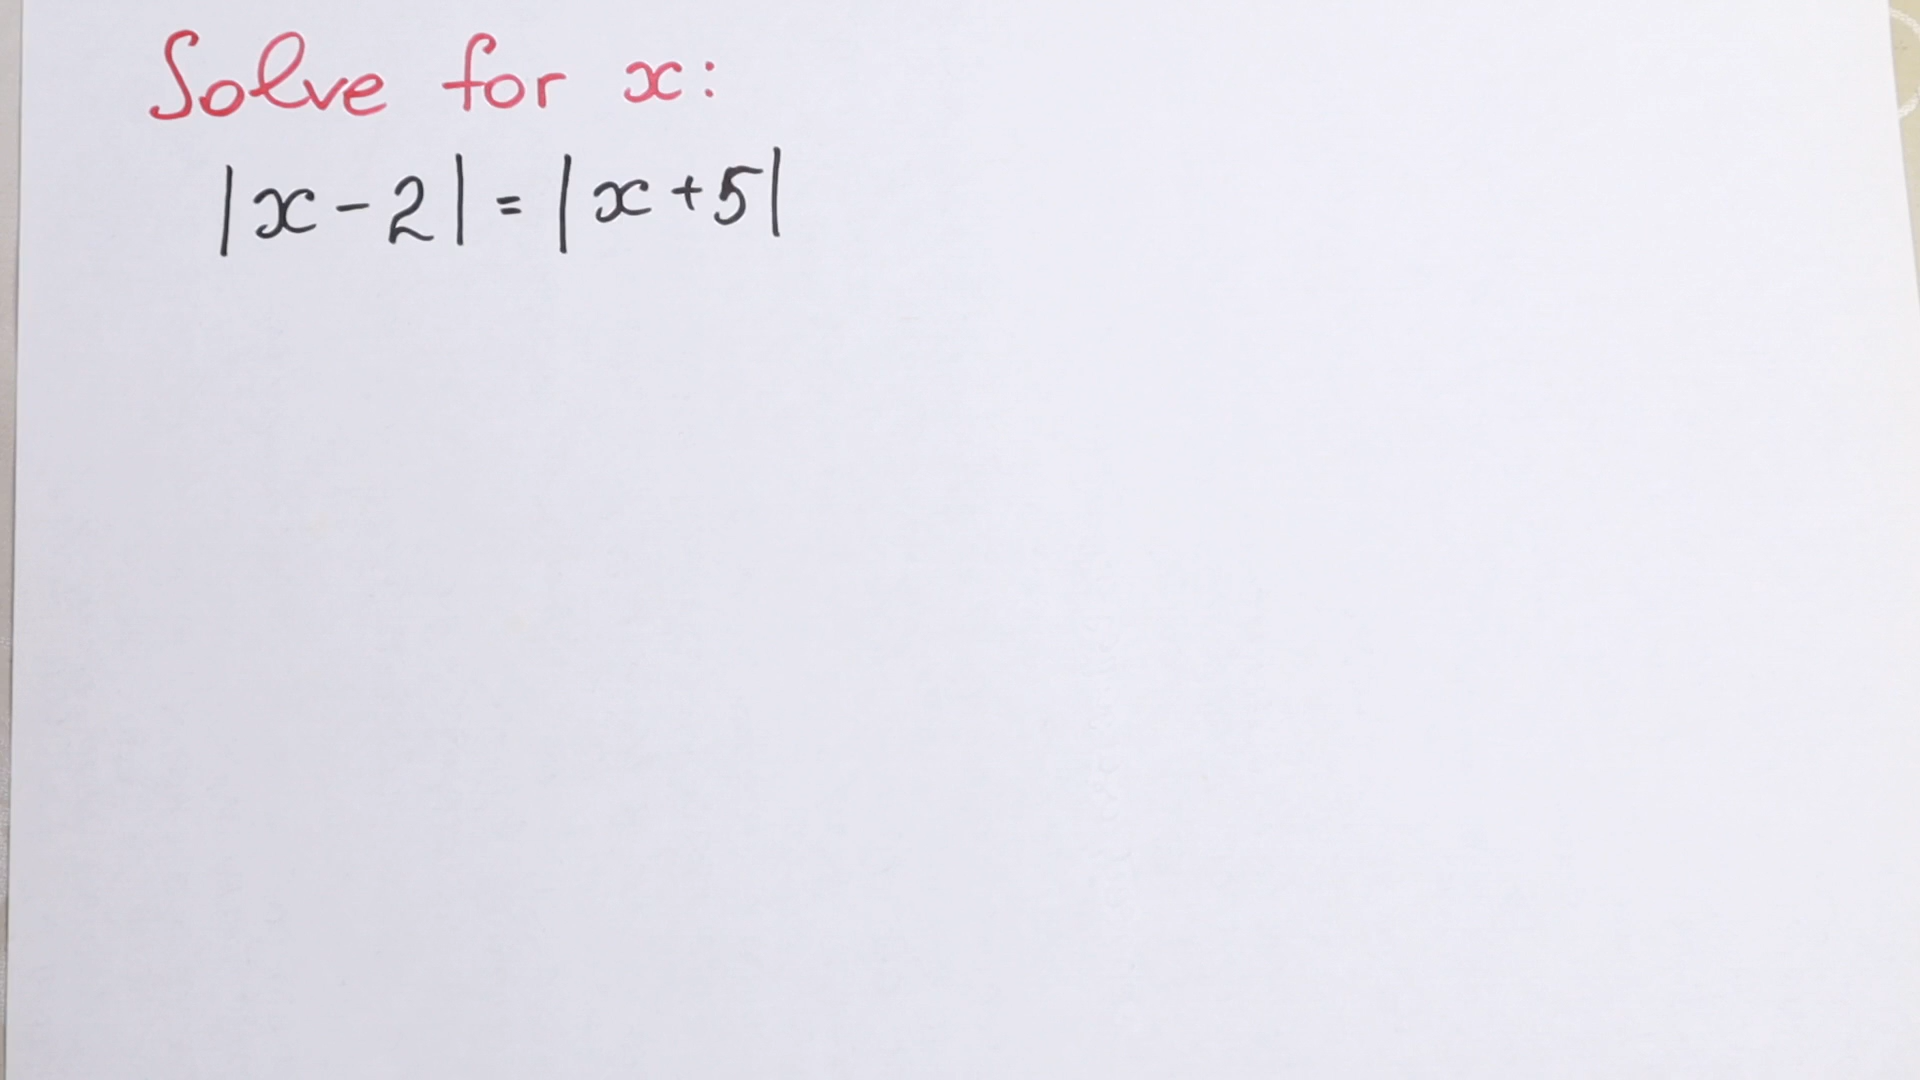 Solve for x:
|x-2| = |x+5|